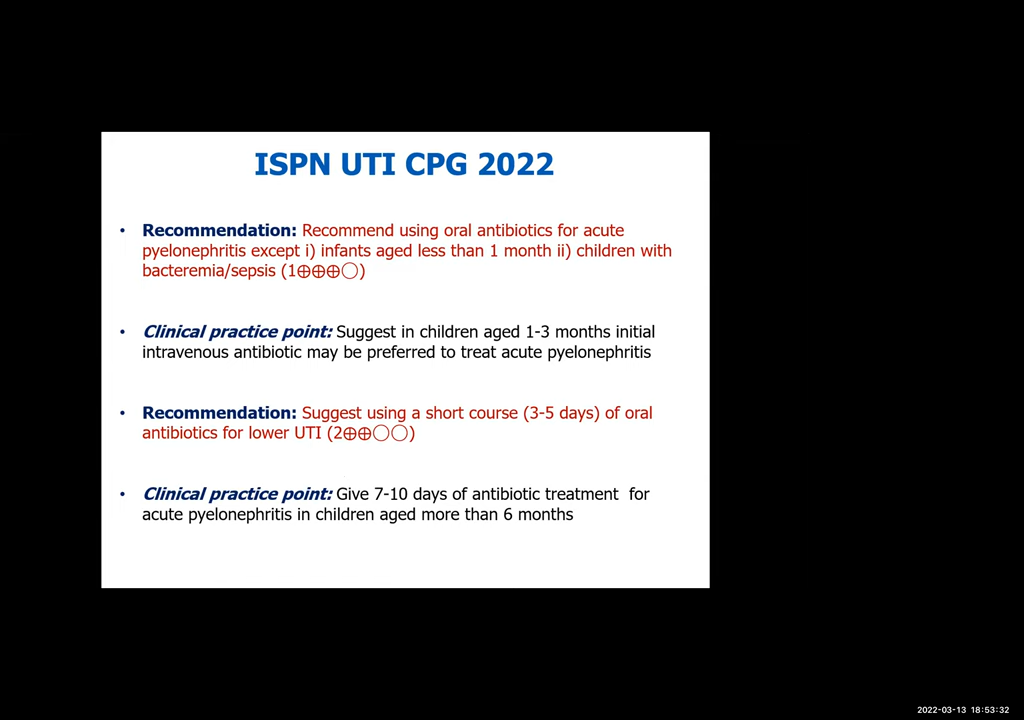 ISPN UTI CPG 2022
• Recommendation: Recommend using oral antibiotics for acute
pyelonephritis except i) infants aged less than 1 month ii) children with
bacteremia/sepsis (1⊕⊕⊕◯)
• Clinical practice point: Suggest in children aged 1-3 months initial
intravenous antibiotic may be preferred to treat acute pyelonephritis
• Recommendation: Suggest using a short course (3-5 days) of oral
antibiotics for lower UTI (2⊕⊕◯◯)
• Clinical practice point: Give 7-10 days of antibiotic treatment for
acute pyelonephritis in children aged more than 6 months
2022-03-13 18:53:32